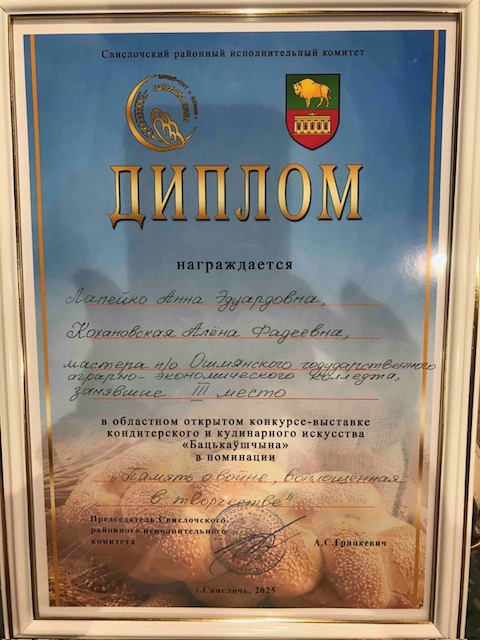 Свислочский районный исполнительный комитет
ДИПЛОМ
награждается
Лапейко Анна Эдуардовна,
Кохановская Алёна Фадеевна,
мастера п/о Ошмянского государственного
аграрно-экономического колледжа,
занявшие III место
в областном открытом конкурсе-выставке
кондитерского и кулинарного искусства
«Бацькаўшчына»
в номинации
„Память о войне, воплощённая
в творчестве"
Председатель Свислочского
районного исполнительного
комитета
А.С.Грицкевич
г.Свислочь, 2025